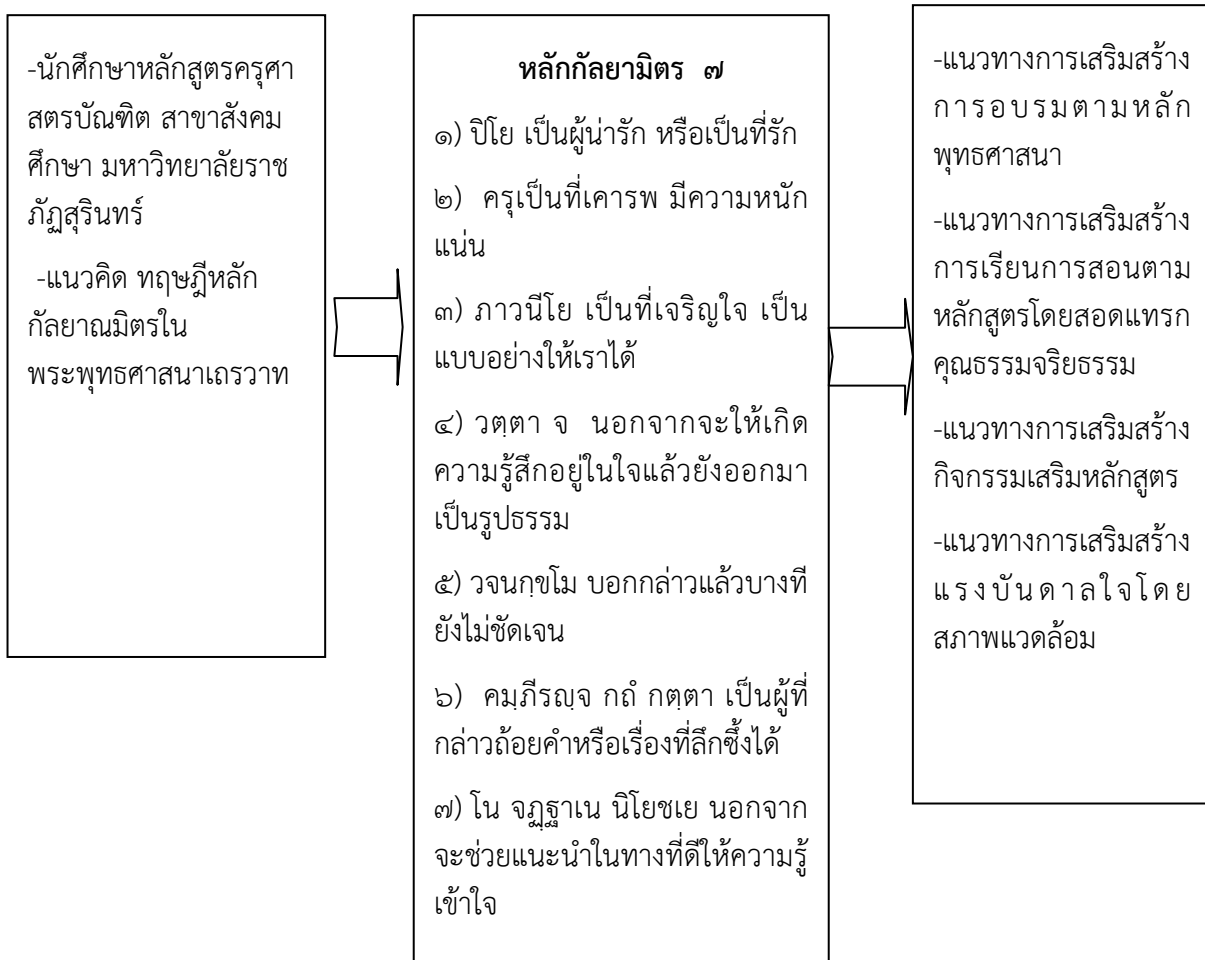 -นักศึกษาหลักสูตรครุศา
สตรบัณฑิต สาขาสังคม
ศึกษา มหาวิทยาลัยราช
ภัฏสุรินทร์
-แนวคิด ทฤษฎีหลัก
กัลยาณมิตรใน
พระพุทธศาสนาเถรวาท
หลักกัลยามิตร ๗
๑) ปิโย เป็นผู้น่ารัก หรือเป็นที่รัก
๒) ครุเป็นที่เคารพ มีความหนัก
แน่น
๓) ภาวนีโย เป็นที่เจริญใจ เป็น
แบบอย่างให้เราได้
๔) วตฺตา จ นอกจากจะให้เกิด
ความรู้สึกอยู่ในใจแล้วยังออกมา
เป็นรูปธรรม
๕) วจนกฺขโม บอกกล่าวแล้วบางที
ยังไม่ชัดเจน
๖) คมฺภีรญฺจ กถํ กตฺตา เป็นผู้ที่
กล่าวถ้อยคำหรือเรื่องที่ลึกซึ้งได้
๗) โน จฏฺฐาเน นิโยชเย นอกจาก
จะช่วยแนะนำในทางที่ดีให้ความรู้
เข้าใจ
-แนวทางการเสริมสร้าง
การอบรมตามหลัก
พุทธศาสนา
-แนวทางการเสริมสร้าง
การเรียนการสอนตาม
หลักสูตรโดยสอดแทรก
คุณธรรมจริยธรรม
-แนวทางการเสริมสร้าง
กิจกรรมเสริมหลักสูตร
-แนวทางการเสริมสร้าง
แรงบันดาลใจโดย
สภาพแวดล้อม